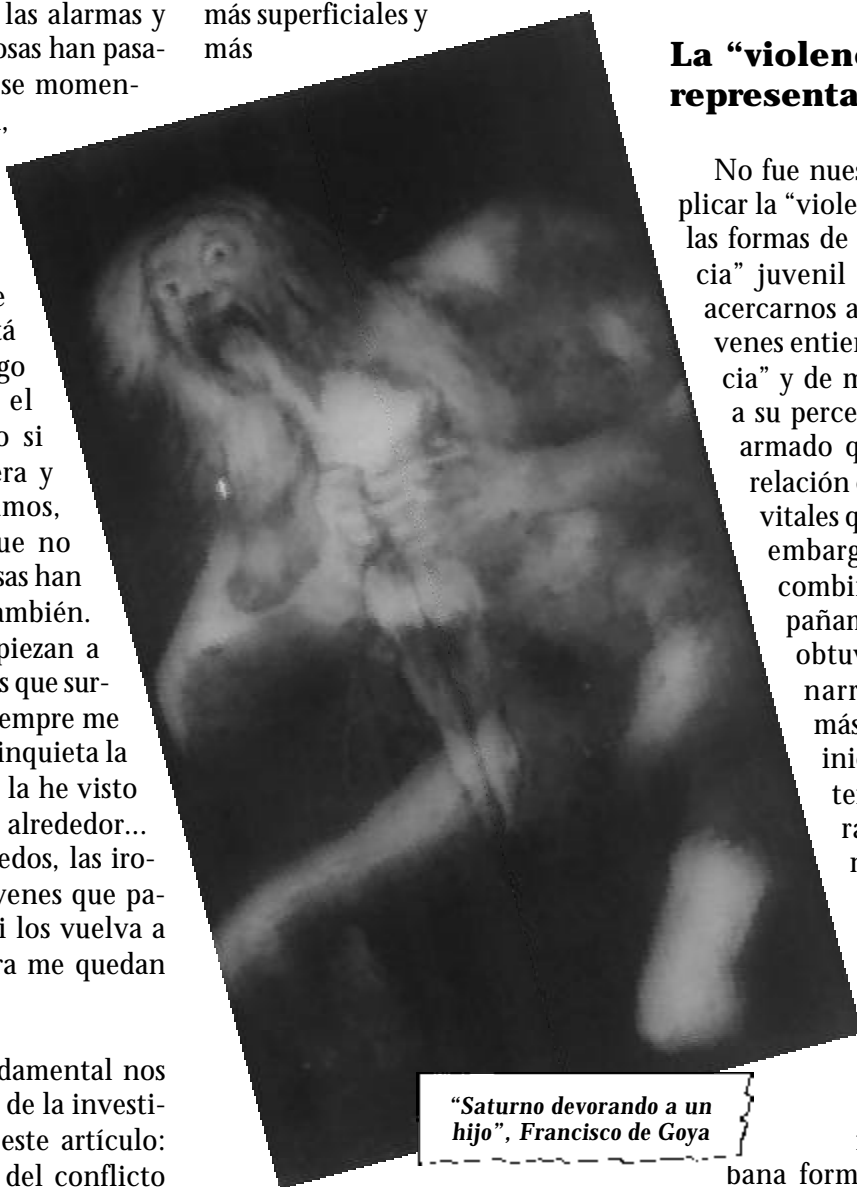 las alarmas y
osas han pasa-
se momen-
,
e
tá
go
el
o si
era y
amos,
ue no
sas han
ambién.
piezan a
s que sur-
empre me
inquieta la
la he visto
alrededor...
edos, las iro-
venes que pa-
i los vuelva a
ra me quedan
damental nos
de la investi-
este artículo:
del conflicto
más superficiales y
más
“Saturno devorando a un
hijo”, Francisco de Goya
La “violen
representa
No fue nues
plicar la “viole
las formas de
cia” juvenil
acercarnos a
venes entien
cia” y de m
a su perce
armado q
relación
vitales q
embarg
combi
pañan
obtuv
narr
más
ini
te
ra
bana form